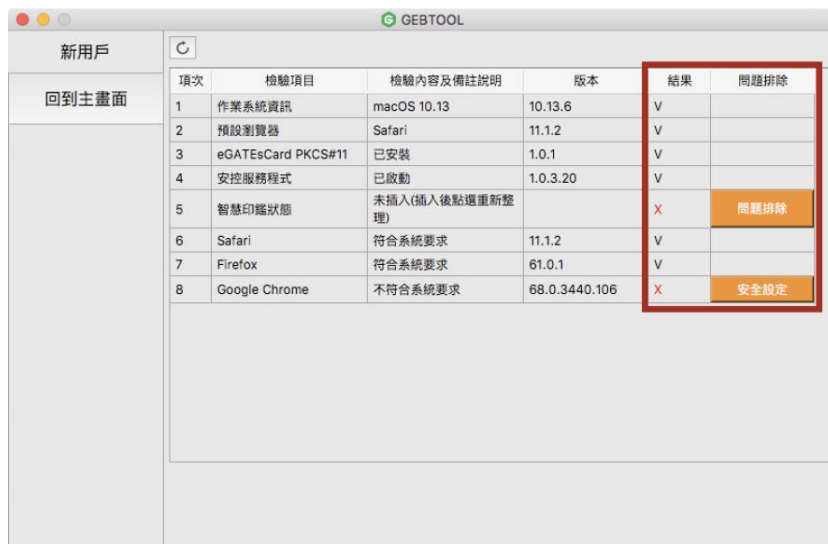 GEBTOOL
新用戶
回到主畫面
項次 檢驗項目 檢驗內容及備註說明 版本 結果 問題排除
1 作業系統資訊 macOS 10.13 10.13.6 V
2 預設瀏覽器 Safari 11.1.2 V
3 eGATEsCard PKCS#11 已安裝 1.0.1 V
4 安控服務程式 已啟動 1.0.3.20 V
5 智慧印鑑狀態 未插入(插入後點選重新整
理) X 問題排除
6 Safari 符合系統要求 11.1.2 V
7 Firefox 符合系統要求 61.0.1 V
8 Google Chrome 不符合系統要求 68.0.3440.106 X 安全設定